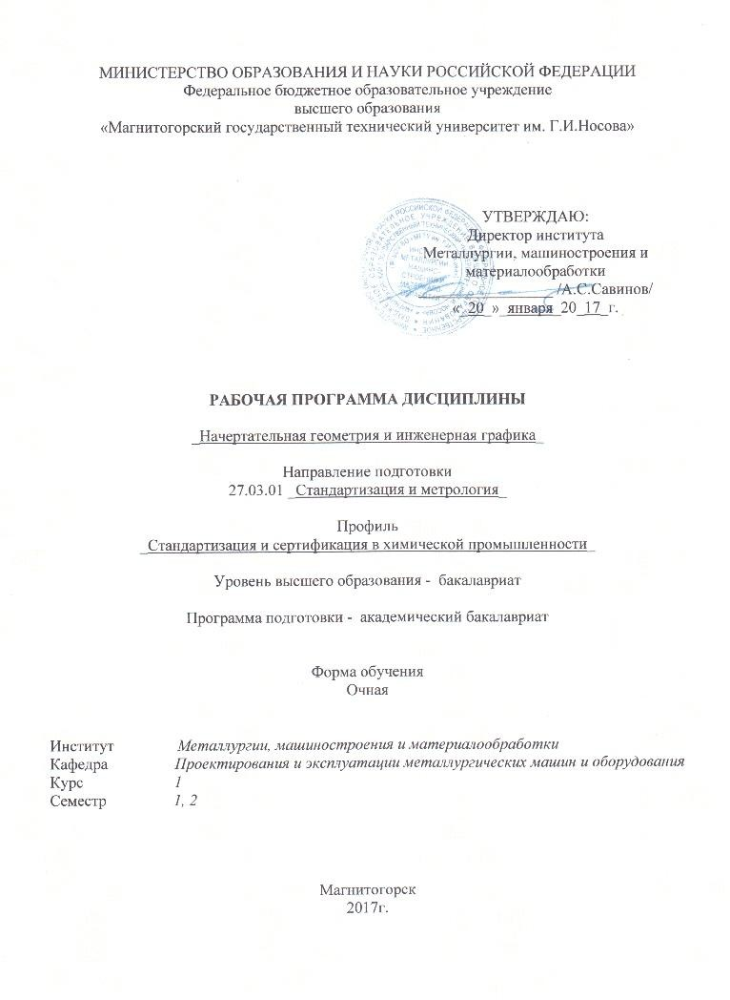 МИНИСТЕРСТВО ОБРАЗОВАНИЯ И НАУКИ РОССИЙСКОЙ ФЕДЕРАЦИИ
Федеральное бюджетное образовательное учреждение
высшего образования
«Магнитогорский государственный технический университет им. Г.И.Носова»
УТВЕРЖДАЮ:
Директор института
Металлургии, машиностроения и
материалообработки
/А.С.Савинов/
« 20 » января 20 17 г.
РАБОЧАЯ ПРОГРАММА ДИСЦИПЛИНЫ
Начертательная геометрия и инженерная графика
Направление подготовки
27.03.01 Стандартизация и метрология
Профиль
Стандартизация и сертификация в химической промышленности
Уровень высшего образования - бакалавриат
Программа подготовки - академический бакалавриат
Форма обучения
Очная
Институт Металлургии, машиностроения и материалообработки
Кафедра Проектирования и эксплуатации металлургических машин и оборудования
Курс 1
Семестр 1, 2
Магнитогорск
2017г.